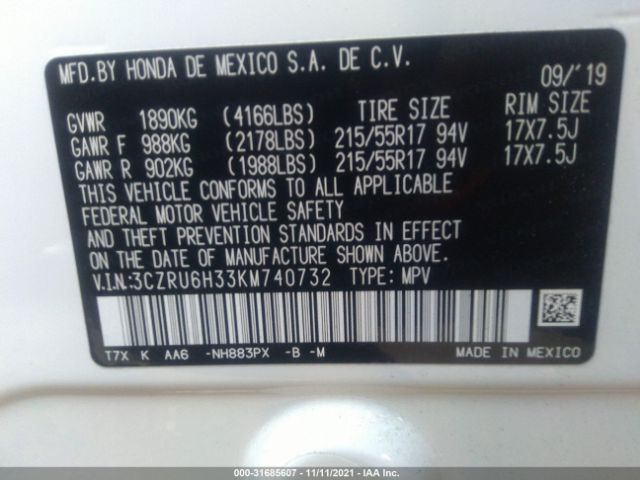 MFD.BY HONDA DE MEXICO S.A. DE C.V.
09/'19
GVWR 1890KG (4166LBS) TIRE SIZE RIM SIZE
GAWR F 988KG (2178LBS) 215/55R17 94V 17X7.5J
GAWR R 902KG (1988LBS) 215/55R17 94V 17X7.5J
THIS VEHICLE CONFORMS TO ALL APPLICABLE
FEDERAL MOTOR VEHICLE SAFETY
AND THEFT PREVENTION STANDARDS IN EFFECT
ON THE DATE OF MANUFACTURE SHOWN ABOVE.
V.I.N.:3CZRU6H33KM740732 TYPE: MPV
T7X K AA6 -NH883PX -B -M MADE IN MEXICO
000-31685607 - 11/11/2021 - IAA Inc.